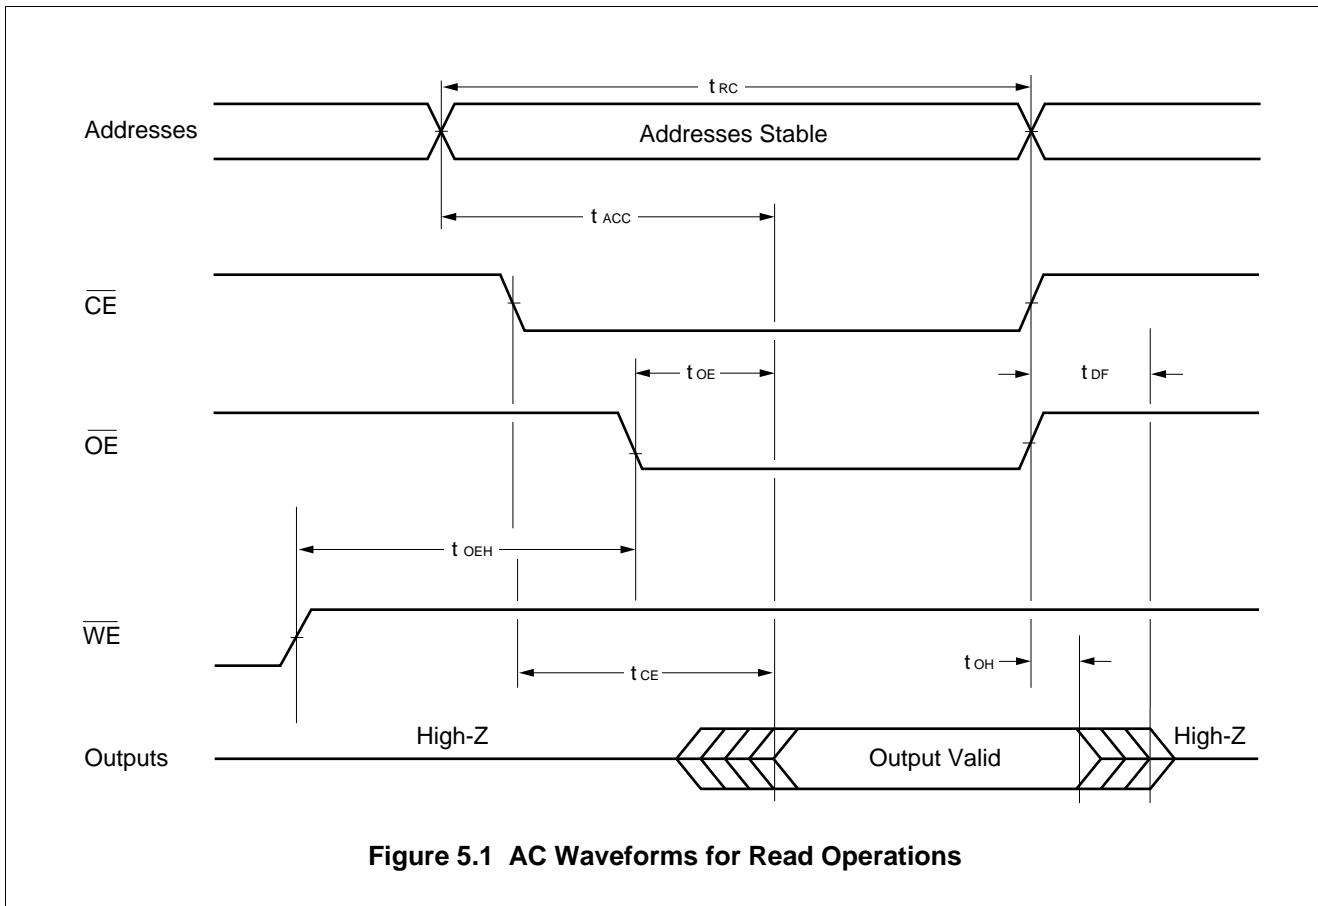 t RC
Addresses
Addresses Stable
t ACC
CE
t OE
t DF
OE
t OEH
WE
t OH
t CE
High-Z
High-Z
Outputs
Output Valid
Figure 5.1 AC Waveforms for Read Operations